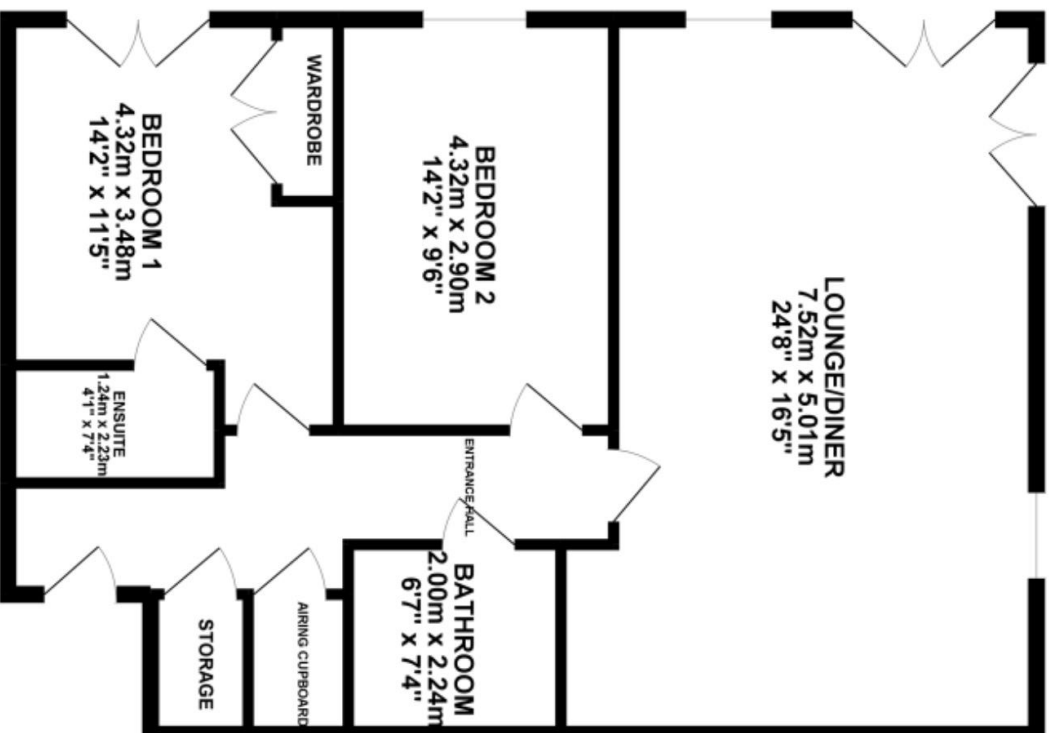 BEDROOM 1
4.32m x 3.48m
14'2" x 11'5"
WARDROBE
BEDROOM 2
4.32m x 2.90m
14'2" x 9'6"
LOUNGE/DINER
7.52m x 5.01m
24'8" x 16'5"
ENSUITE
1.24m x 2.23m
4'1" x 7'4"
ENTRANCE HALL
BATHROOM
2.00m x 2.24m
6'7" x 7'4"
AIRING CUPBOARD
STORAGE